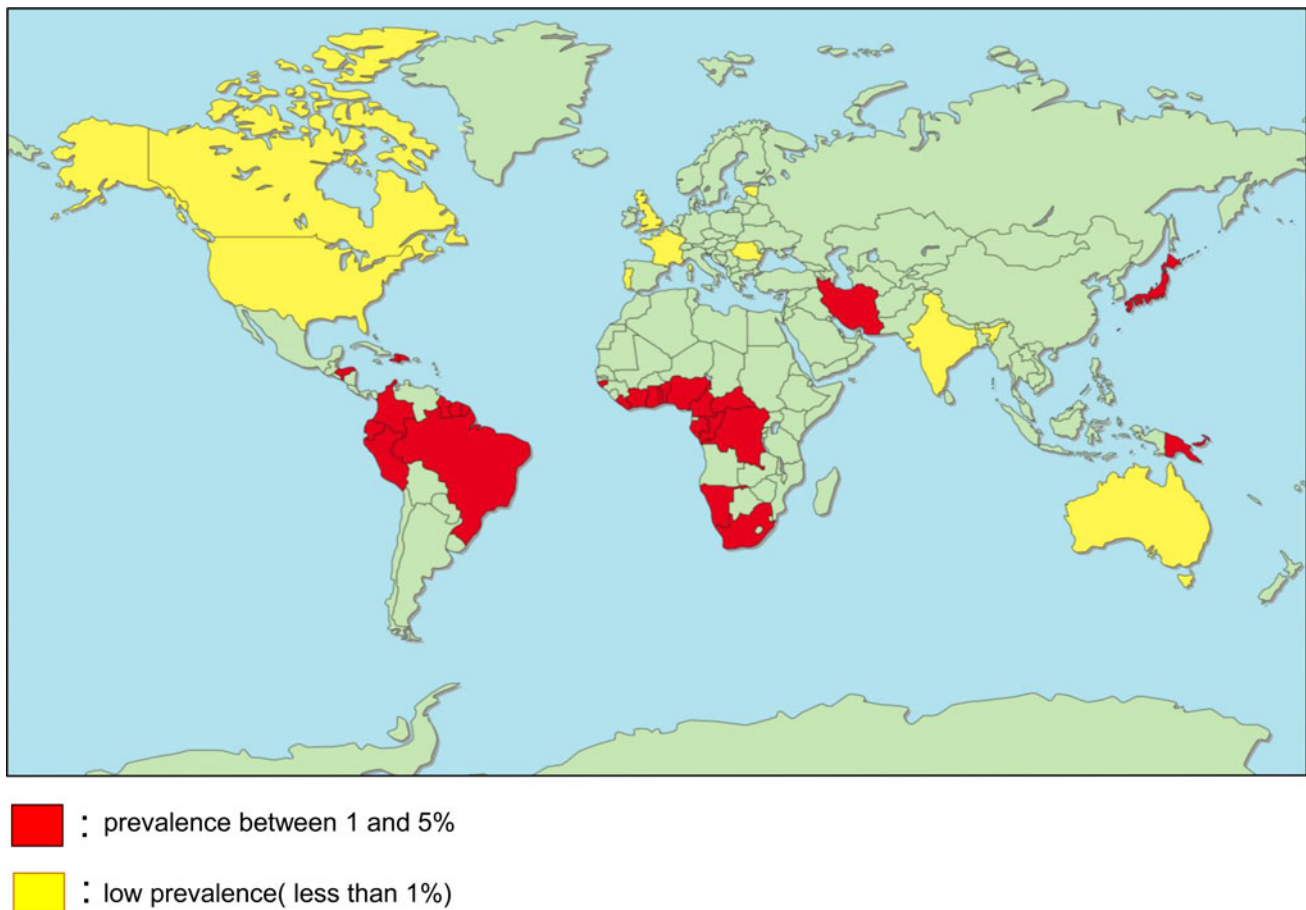 : prevalence between 1 and 5%
: low prevalence( less than 1%)